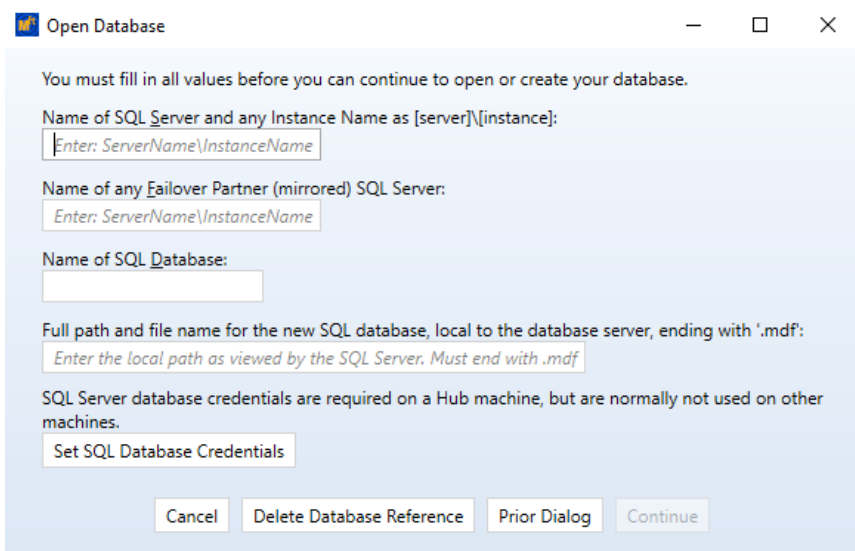 Open Database
You must fill in all values before you can continue to open or create your database.
Name of SQL Server and any Instance Name as [server]\[instance]:
Enter: ServerName\InstanceName
Name of any Failover Partner (mirrored) SQL Server:
Enter: ServerName\InstanceName
Name of SQL Database:
Full path and file name for the new SQL database, local to the database server, ending with '.mdf':
Enter the local path as viewed by the SQL Server. Must end with .mdf
SQL Server database credentials are required on a Hub machine, but are normally not used on other
machines.
Set SQL Database Credentials
Cancel Delete Database Reference Prior Dialog Continue